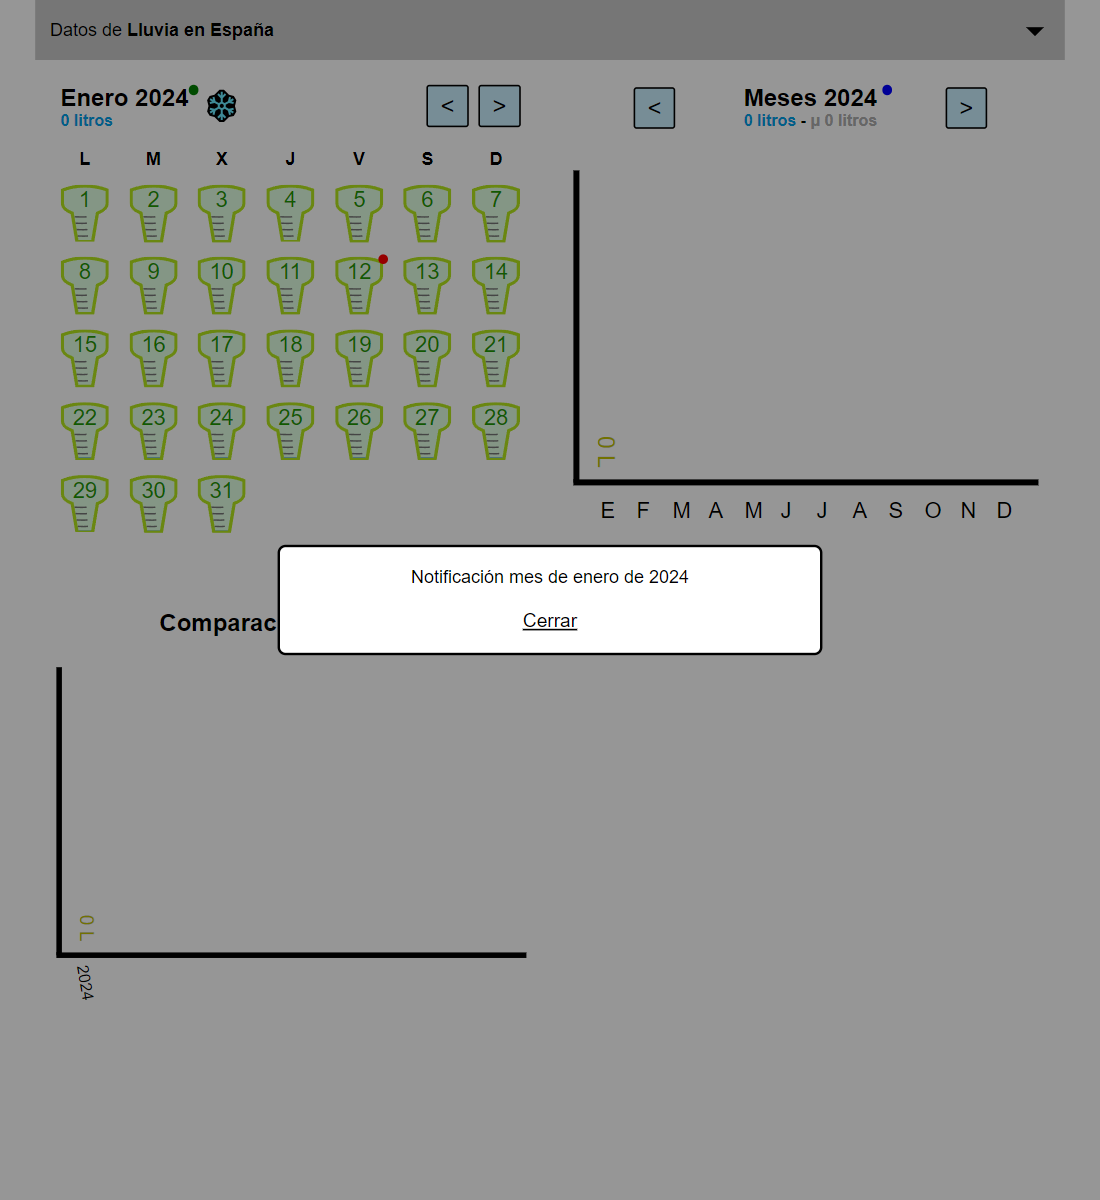 Datos de Lluvia en España
Enero 2024
0 litros
< >
L M X J V S D
1 2 3 4 5 6 7
8 9 10 11 12 13 14
15 16 17 18 19 20 21
22 23 24 25 26 27 28
29 30 31
<
Meses 2024
0 litros - µ 0 litros
>
0 L
E F M A M J J A S O N D
Notificación mes de enero de 2024
Cerrar
Comparac
0 L
2024